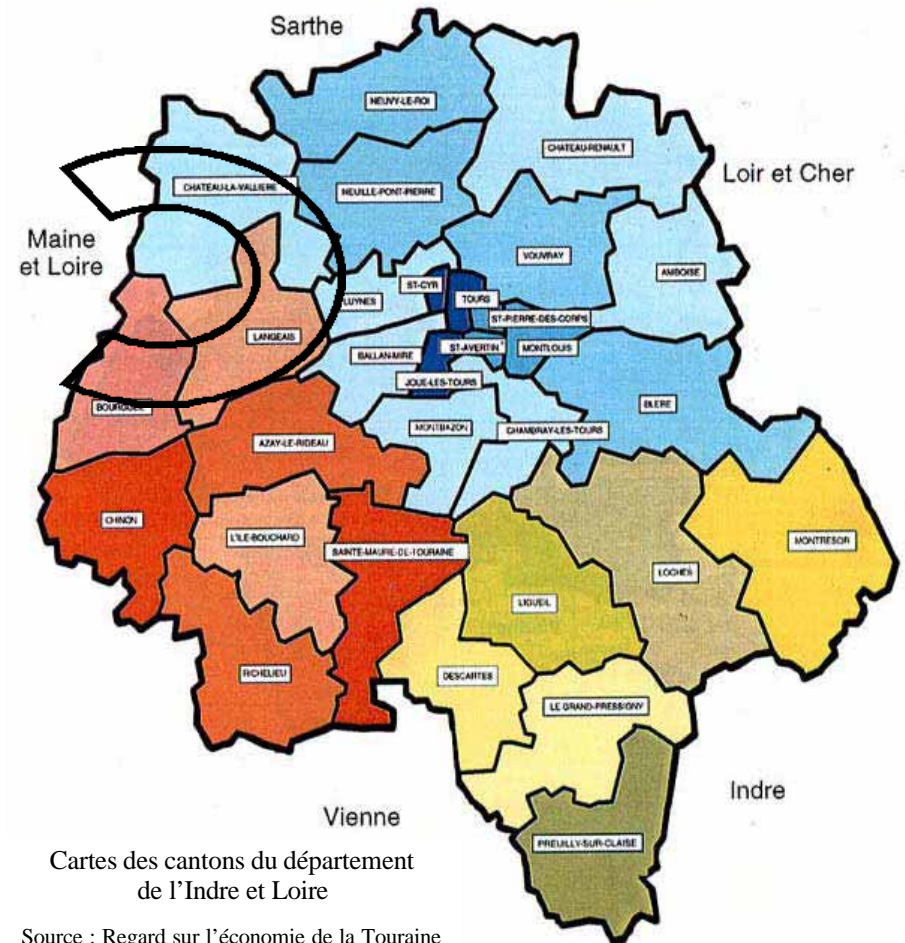 Sarthe
NEUVY-LE-ROI
CHATEAU-RENAULT
Loir et Cher
CHATEAU-LA-VALLIERE
NEUILLE-PONT-PIERRE
Maine
et Loire
VOUVRAY
AMBOISE
ST-CYR
LUYNES
TOURS
ST-PIERRE-DES-CORPS
LANGEAIS
ST-AVERTIN
MONTLOUIS
BALLAN-MIRE
JOUE-LES-TOURS
BLERE
BOURGUEIL
MONTBAZON
CHAMBRAY-LES-TOURS
AZAY-LE-RIDEAU
CHINON
L'ILE-BOUCHARD
SAINTE-MAURE-DE-TOURAINE
MONTRESOR
LOCHES
LIGUEIL
RICHELIEU
DESCARTES
LE GRAND-PRESSIGNY
Indre
Vienne
PREUILLY-SUR-CLAISE
Cartes des cantons du département
de l'Indre et Loire
Source : Regard sur l'économie de la Touraine